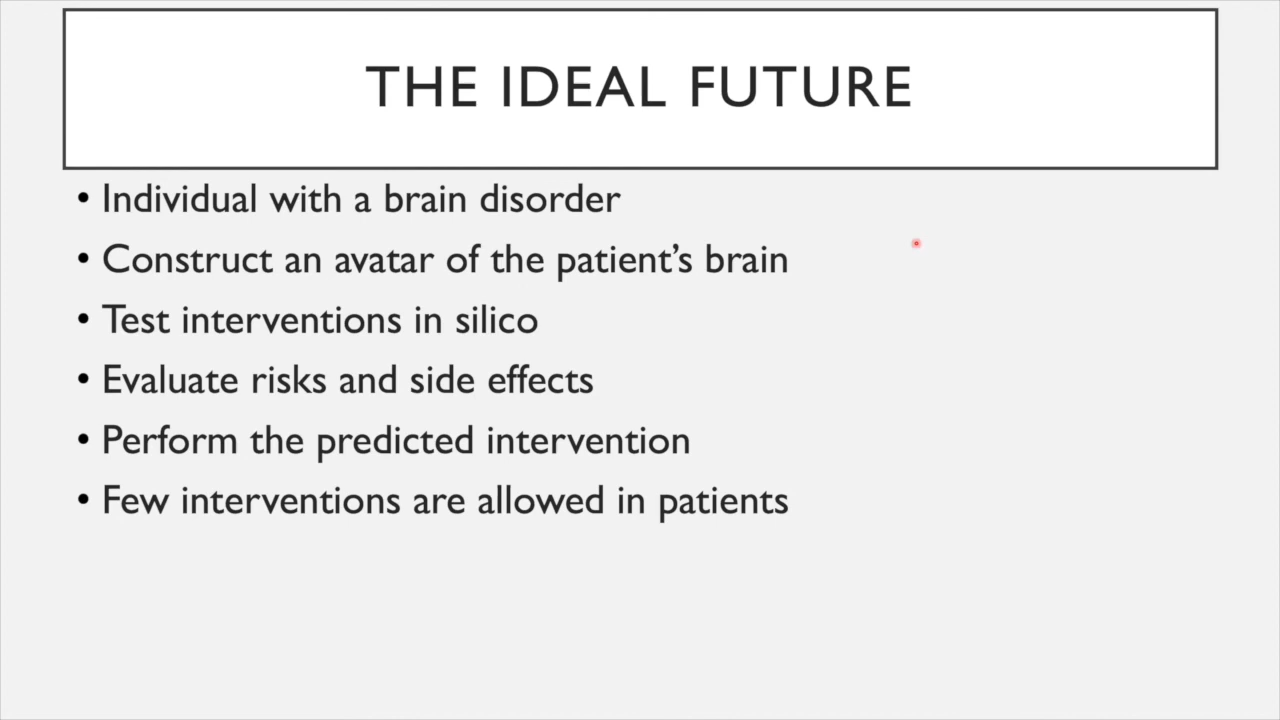 THE IDEAL FUTURE
• Individual with a brain disorder
• Construct an avatar of the patient’s brain
• Test interventions in silico
• Evaluate risks and side effects
• Perform the predicted intervention
• Few interventions are allowed in patients